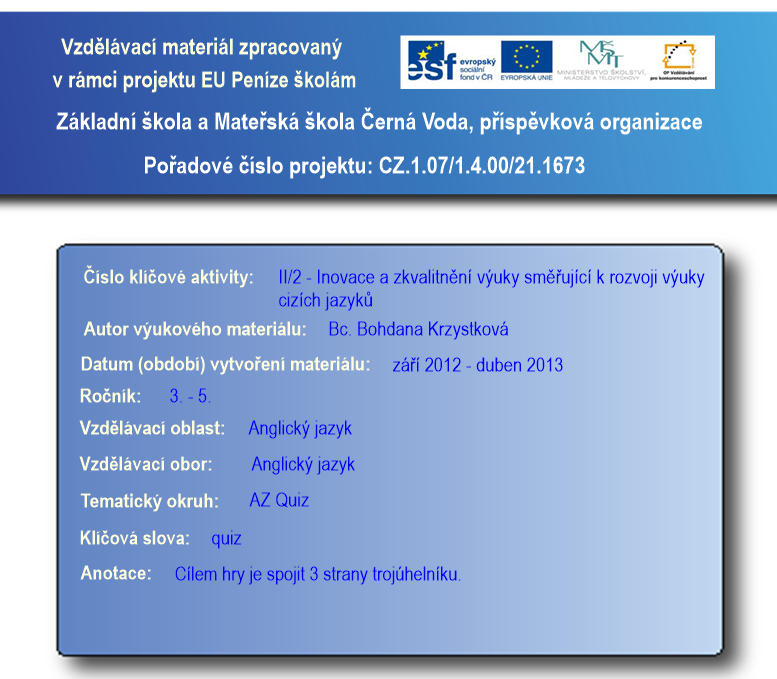 Vzdělávací materiál zpracovaný
v rámci projektu EU Peníze školám
esf evropský sociální fond v ČR EVROPSKÁ UNIE MINISTERSTVO ŠKOLSTVÍ, MLÁDEŽE A TĚLOVÝCHOVY OP Vzdělávání pro konkurenceschopnost
Základní škola a Mateřská škola Černá Voda, příspěvková organizace
Pořadové číslo projektu: CZ.1.07/1.4.00/21.1673
Číslo klíčové aktivity: II/2 - Inovace a zkvalitnění výuky směřující k rozvoji výuky
cizích jazyků
Autor výukového materiálu: Bc. Bohdana Krzystková
Datum (období) vytvoření materiálu: září 2012 - duben 2013
Ročník: 3. - 5.
Vzdělávací oblast: Anglický jazyk
Vzdělávací obor: Anglický jazyk
Tematický okruh: AZ Quiz
Klíčová slova: quiz
Anotace: Cílem hry je spojit 3 strany trojúhelníku.